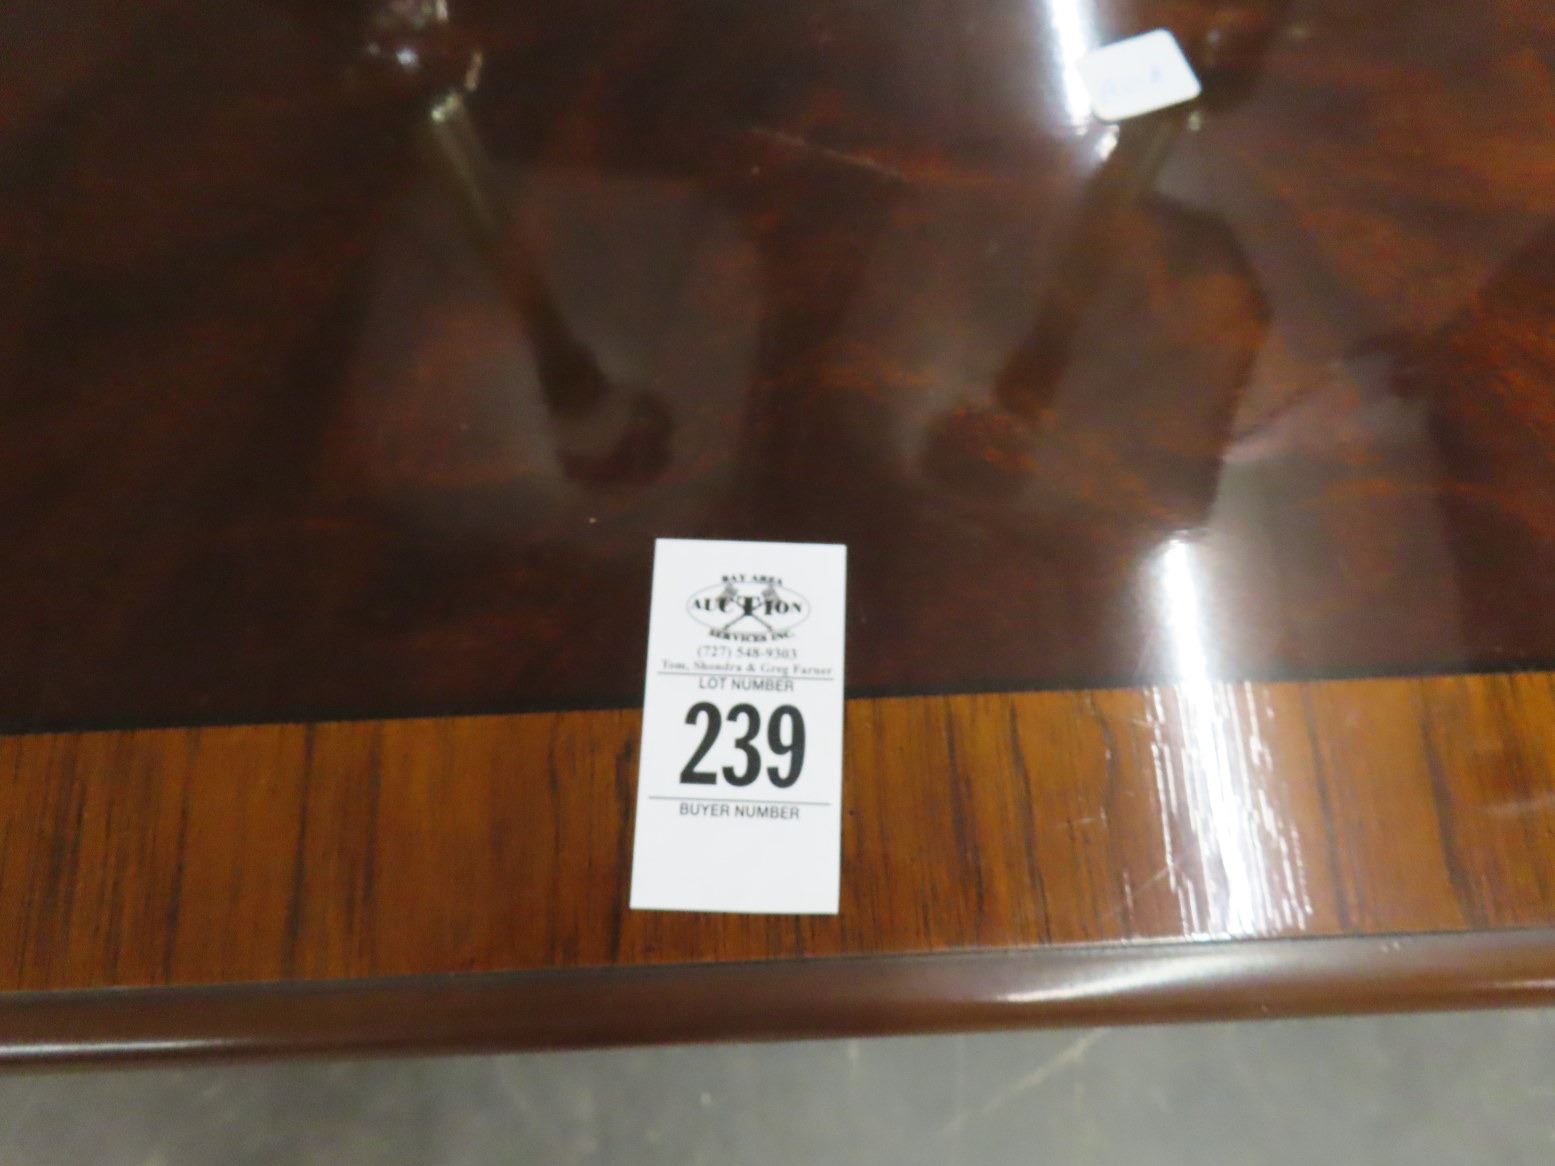 BAY AREA
AUCTION
SERVICES INC.
(727) 548-9303
Tom, Shondra & Greg Farner
LOT NUMBER
239
BUYER NUMBER